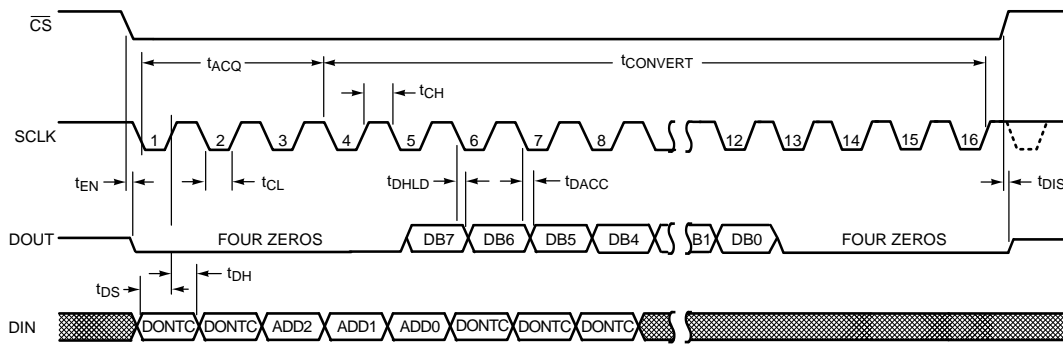 CS
tACQ
tCONVERT
tCH
SCLK
1 2 3 4 5 6 7 8 12 13 14 15 16
tEN
tCL
tDHLD
tDACC
tDIS
DOUT
FOUR ZEROS DB7 DB6 DB5 DB4 B1 DB0 FOUR ZEROS
tDS
tDH
DIN
DONTC DONTC ADD2 ADD1 ADD0 DONTC DONTC DONTC